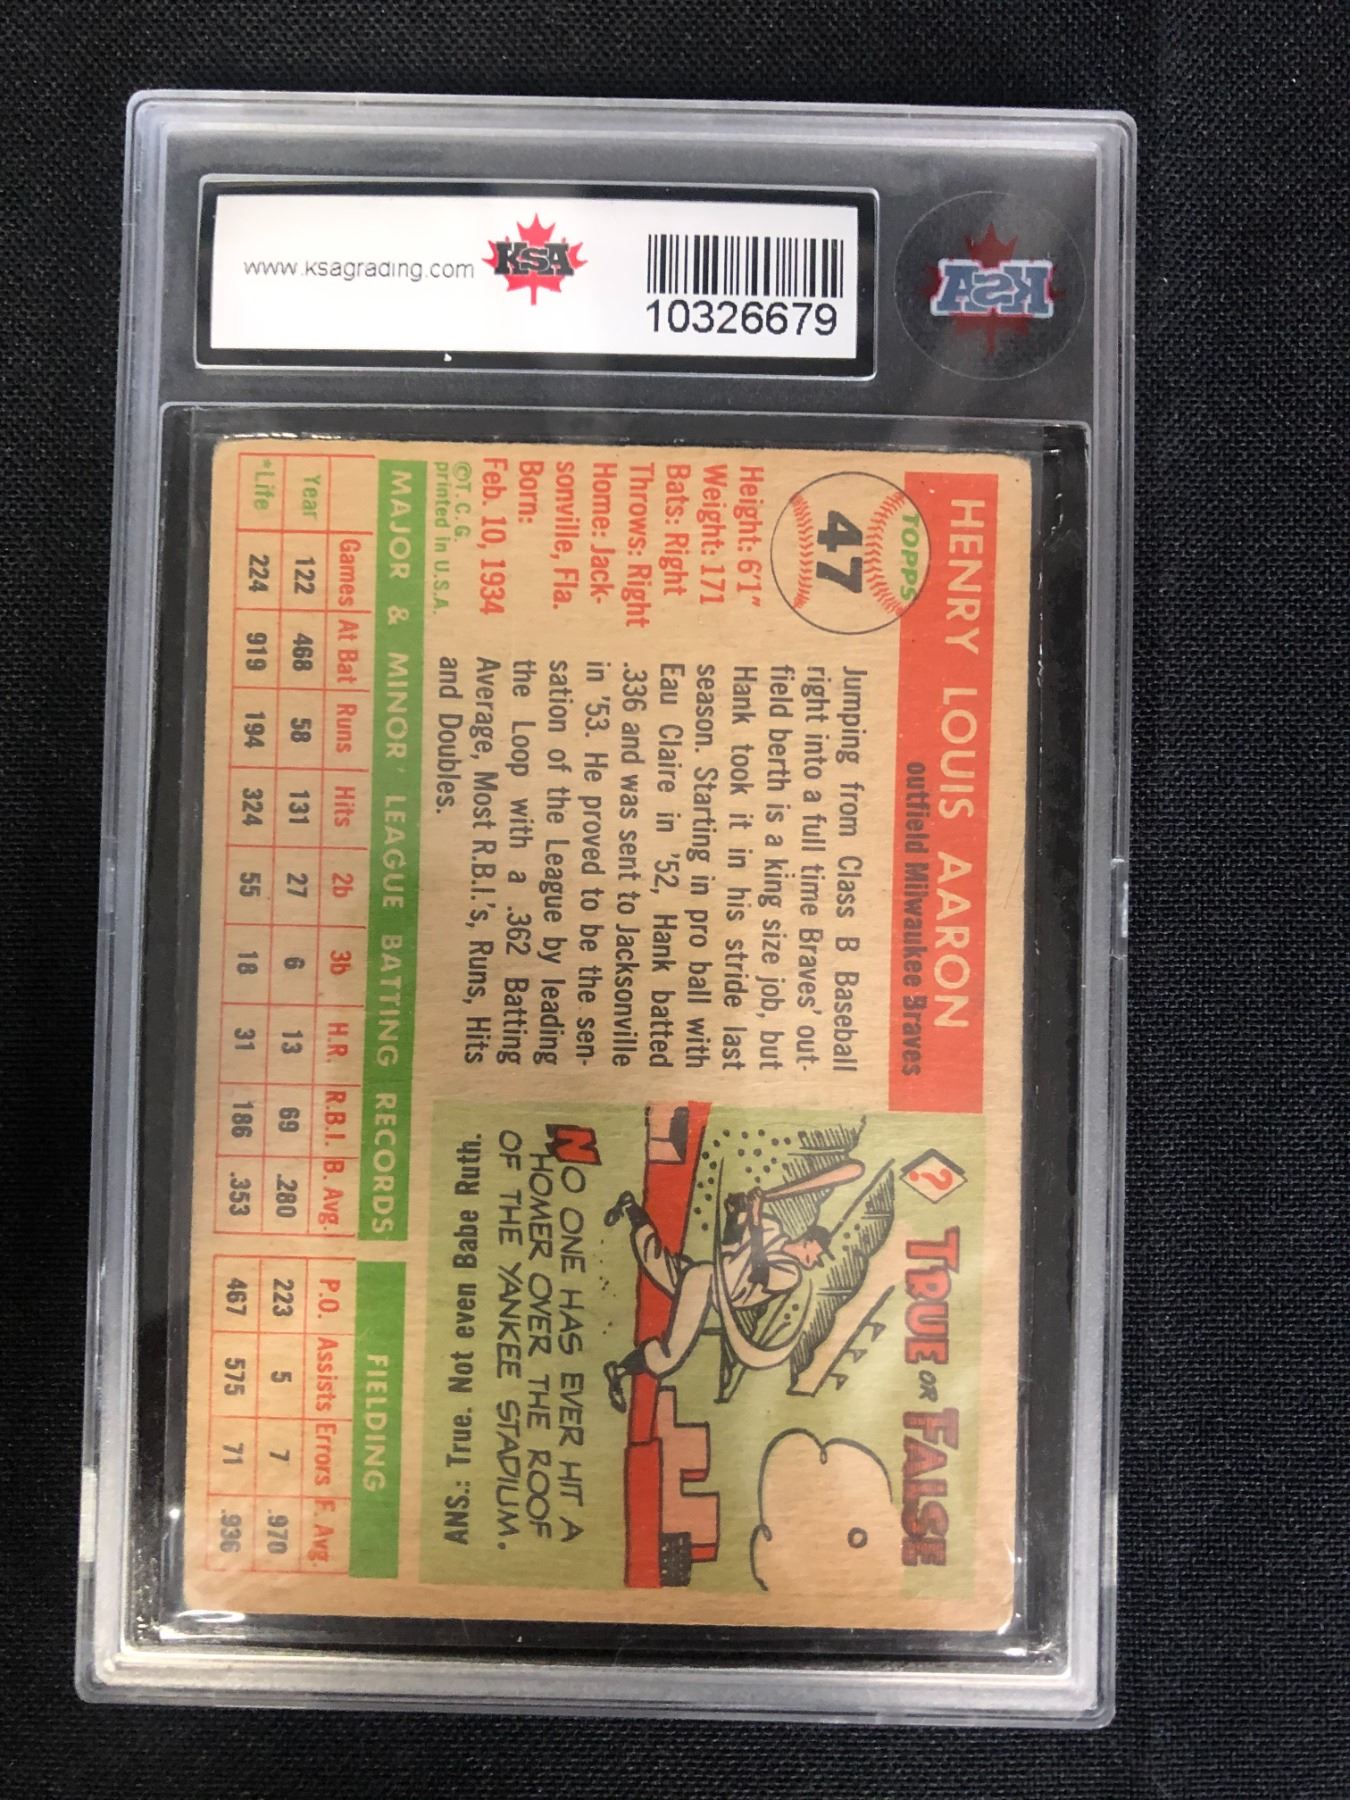 www.ksagrading.com
KSA
10326679
KSA
TOPPS
47
HENRY LOUIS AARON
outfield Milwaukee Braves
Height: 6'1"
Weight: 171
Bats: Right
Throws: Right
Home: Jack-
sonville, Fla.
Born:
Feb. 10, 1934
©T.C.G.
printed in U.S.A.
Jumping from Class B Baseball
right into a full time Braves' out-
field berth is a king size job, but
Hank took it in his stride last
season. Starting in pro ball with
Eau Claire in '52, Hank batted
.336 and was sent to Jacksonville
in '53. He proved to be the sen-
sation of the League by leading
the Loop with a .362 Batting
Average, Most R.B.I.'s, Runs, Hits
and Doubles.
? TRUE OR FALSE
NO ONE HAS EVER HIT A
HOMER OVER THE ROOF
OF THE YANKEE STADIUM.
ANS: True. Not even Babe Ruth.
MAJOR & MINOR LEAGUE BATTING RECORDS FIELDING
Games At Bat Runs Hits 2b 3b H.R. R.B.I. B. Avg. P.O. Assists Errors F. Avg.
Year 122 468 58 131 27 6 13 69 .280 223 5 7 .970
*Life 224 919 194 324 55 18 31 186 .353 467 575 71 .936